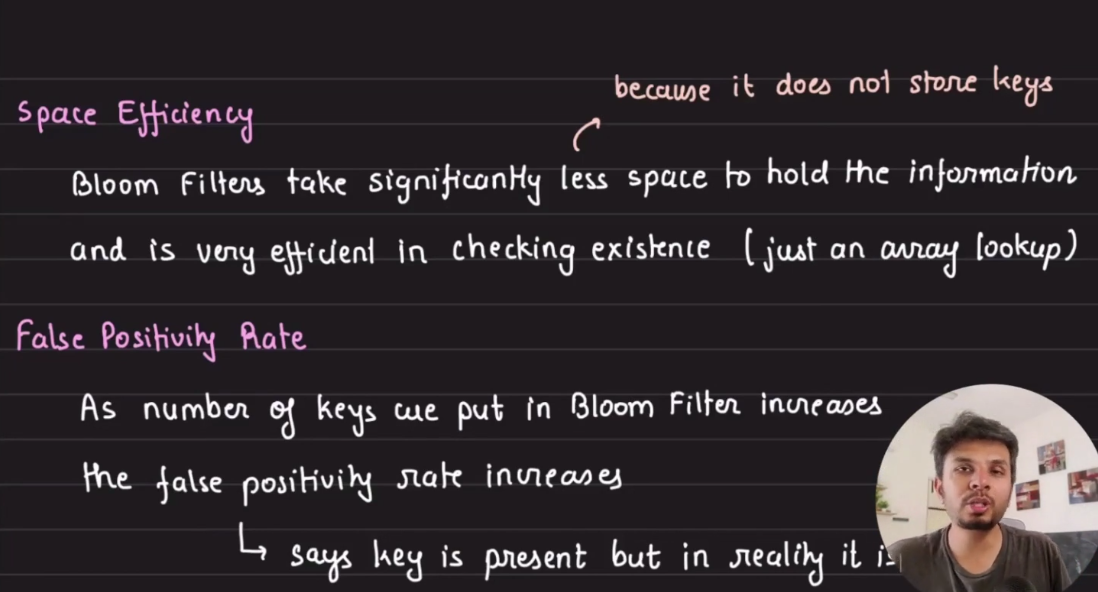 because it does not store keys
Space Efficiency
Bloom Filters take significantly less space to hold the information
and is very efficient in checking existence (just an array lookup)
False Positivity Rate
As number of keys we put in Bloom Filter increases
the false positivity rate increases
↳ says key is present but in reality it is